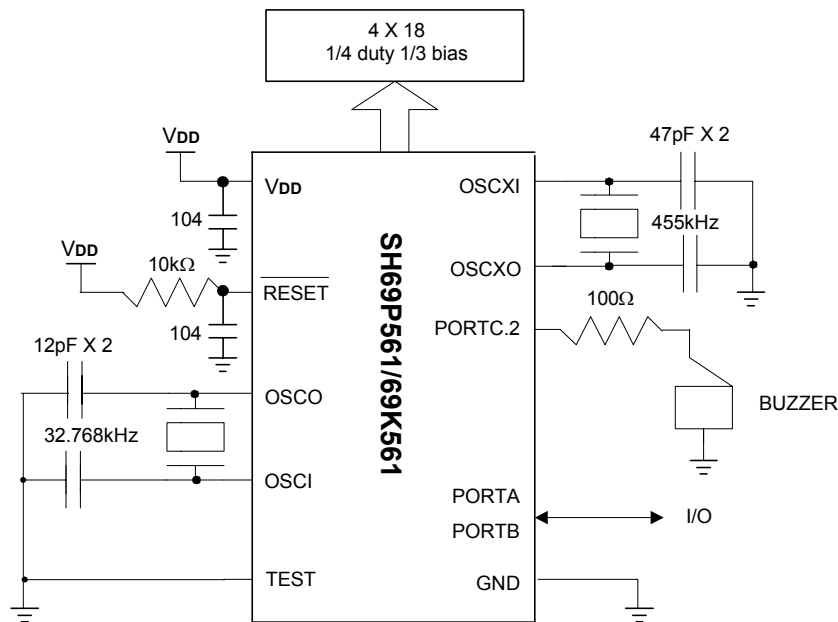 4 X 18
1/4 duty 1/3 bias
VDD
47pF X 2
VDD
OSCXI
104
455kHz
VDD
10kΩ
RESET
OSCXO
SH69P561/69K561
104
PORTC.2
100Ω
12pF X 2
OSCO
BUZZER
32.768kHz
OSCI
PORTA
PORTB
I/O
TEST
GND